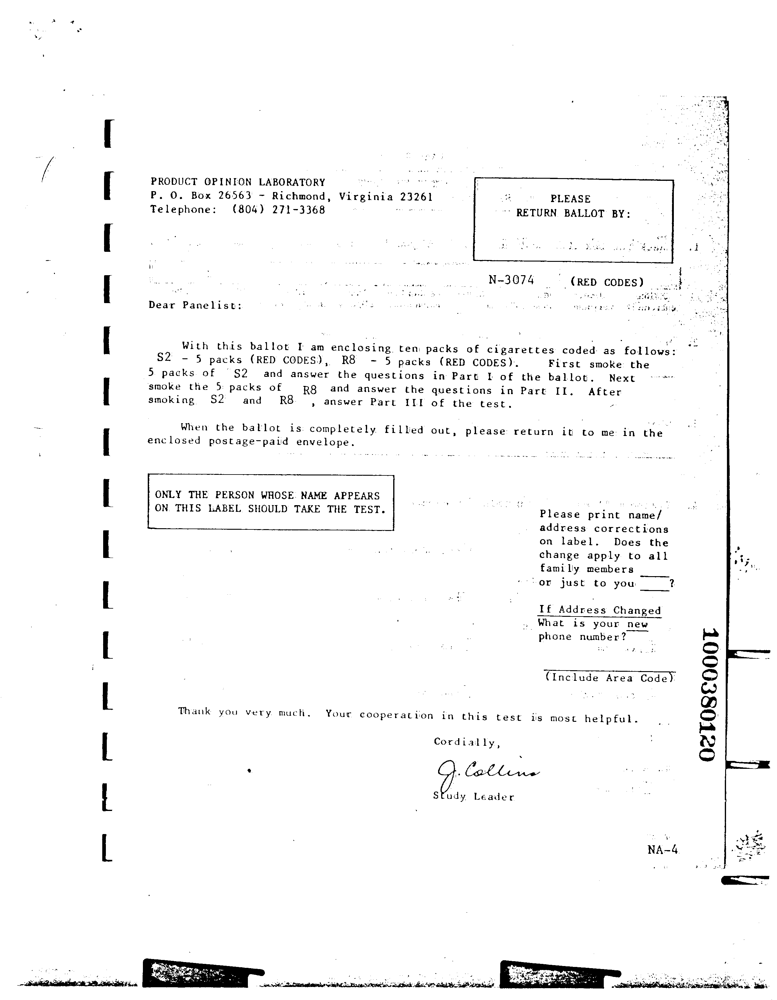 PRODUCT OPINION LABORATORY
P. O. Box 26563 - Richmond, Virginia 23261
Telephone: (804) 271-3368
PLEASE
RETURN BALLOT BY:
N-3074 (RED CODES)
Dear Panelist:
With this ballot I am enclosing ten packs of cigarettes coded as follows:
S2 - 5 packs (RED CODES), R8 - 5 packs (RED CODES). First smoke the
5 packs of S2 and answer the questions in Part I of the ballot. Next
smoke the 5 packs of R8 and answer the questions in Part II. After
smoking S2 and R8 , answer Part III of the test.
When the ballot is completely filled out, please return it to me in the
enclosed postage-paid envelope.
ONLY THE PERSON WHOSE NAME APPEARS
ON THIS LABEL SHOULD TAKE THE TEST.
Please print name/
address corrections
on label. Does the
change apply to all
family members ____
or just to you ____?
If Address Changed
What is your new
phone number?
(Include Area Code)
Thank you very much. Your cooperation in this test is most helpful.
Cordially,
J. Collins
Study Leader
NA-4
1000380120